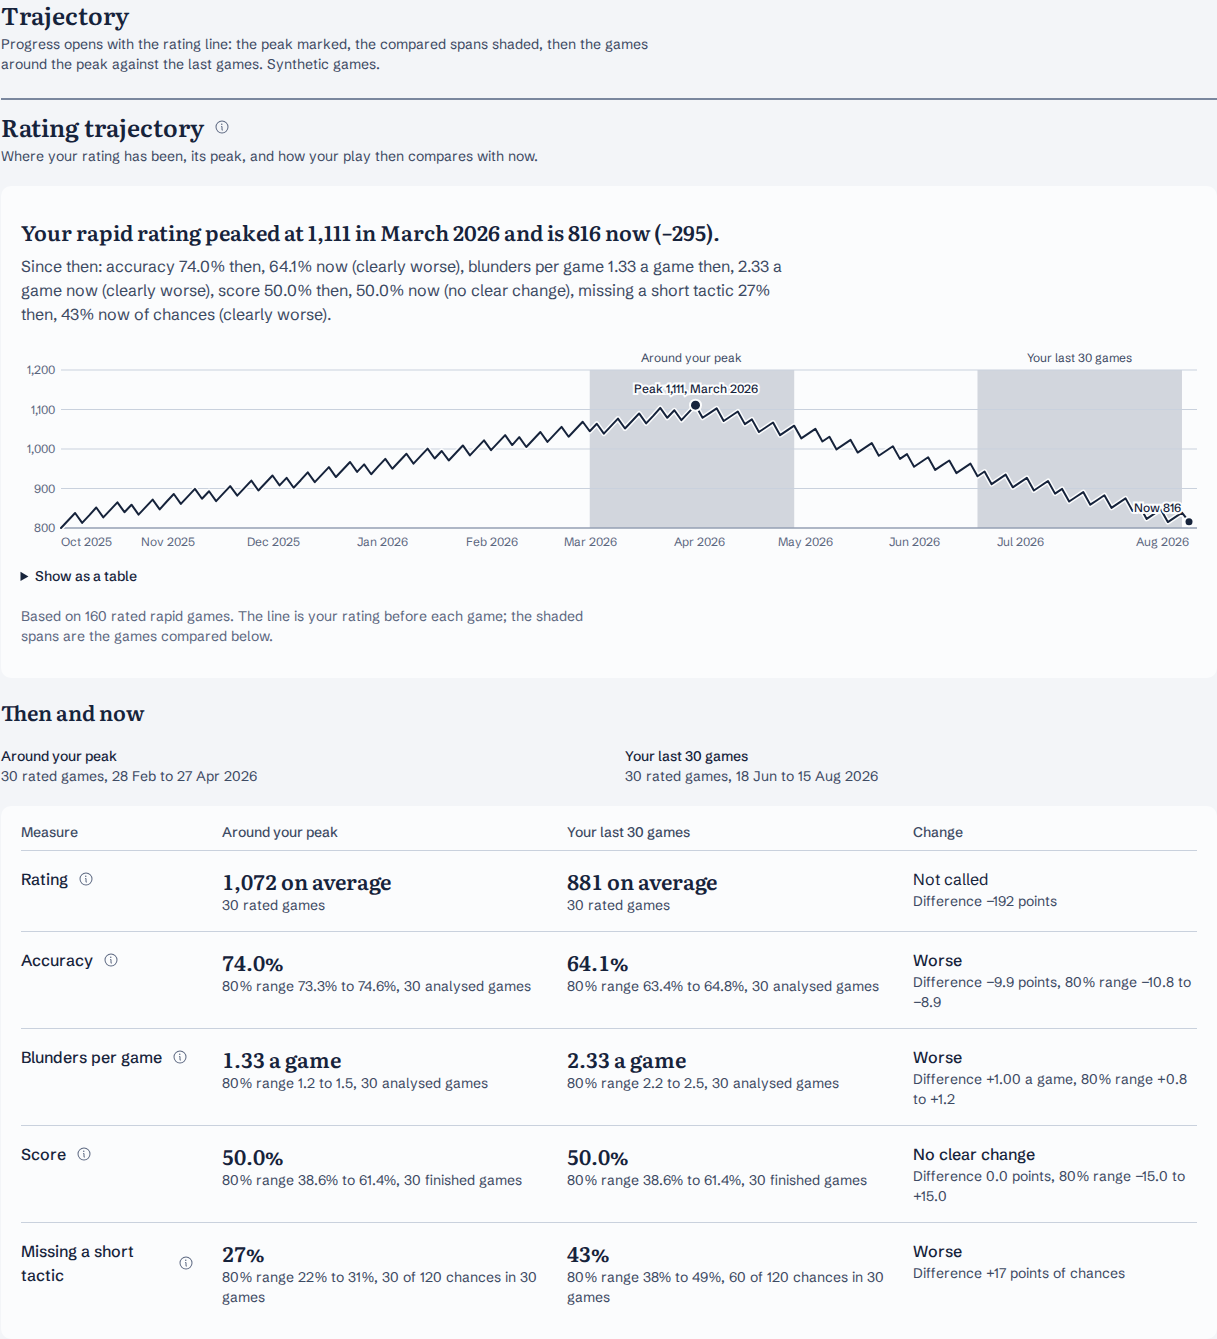 Trajectory
Progress opens with the rating line: the peak marked, the compared spans shaded, then the games
around the peak against the last games. Synthetic games.
Rating trajectory
Where your rating has been, its peak, and how your play then compares with now.
Your rapid rating peaked at 1,111 in March 2026 and is 816 now (−295).
Since then: accuracy 74.0% then, 64.1% now (clearly worse), blunders per game 1.33 a game then, 2.33 a
game now (clearly worse), score 50.0% then, 50.0% now (no clear change), missing a short tactic 27%
then, 43% now of chances (clearly worse).
Around your peak
Your last 30 games
1,200
Peak 1,111, March 2026
1,100
1,000
900
Now 816
800
Oct 2025 Nov 2025 Dec 2025 Jan 2026 Feb 2026 Mar 2026 Apr 2026 May 2026 Jun 2026 Jul 2026 Aug 2026
Show as a table
Based on 160 rated rapid games. The line is your rating before each game; the shaded
spans are the games compared below.
Then and now
Around your peak
30 rated games, 28 Feb to 27 Apr 2026
Your last 30 games
30 rated games, 18 Jun to 15 Aug 2026
Measure Around your peak Your last 30 games Change
Rating
1,072 on average
30 rated games
881 on average
30 rated games
Not called
Difference −192 points
Accuracy
74.0%
80% range 73.3% to 74.6%, 30 analysed games
64.1%
80% range 63.4% to 64.8%, 30 analysed games
Worse
Difference −9.9 points, 80% range −10.8 to
−8.9
Blunders per game
1.33 a game
80% range 1.2 to 1.5, 30 analysed games
2.33 a game
80% range 2.2 to 2.5, 30 analysed games
Worse
Difference +1.00 a game, 80% range +0.8
to +1.2
Score
50.0%
80% range 38.6% to 61.4%, 30 finished games
50.0%
80% range 38.6% to 61.4%, 30 finished games
No clear change
Difference 0.0 points, 80% range −15.0 to
+15.0
Missing a short
tactic
27%
80% range 22% to 31%, 30 of 120 chances in 30
games
43%
80% range 38% to 49%, 60 of 120 chances in 30
games
Worse
Difference +17 points of chances